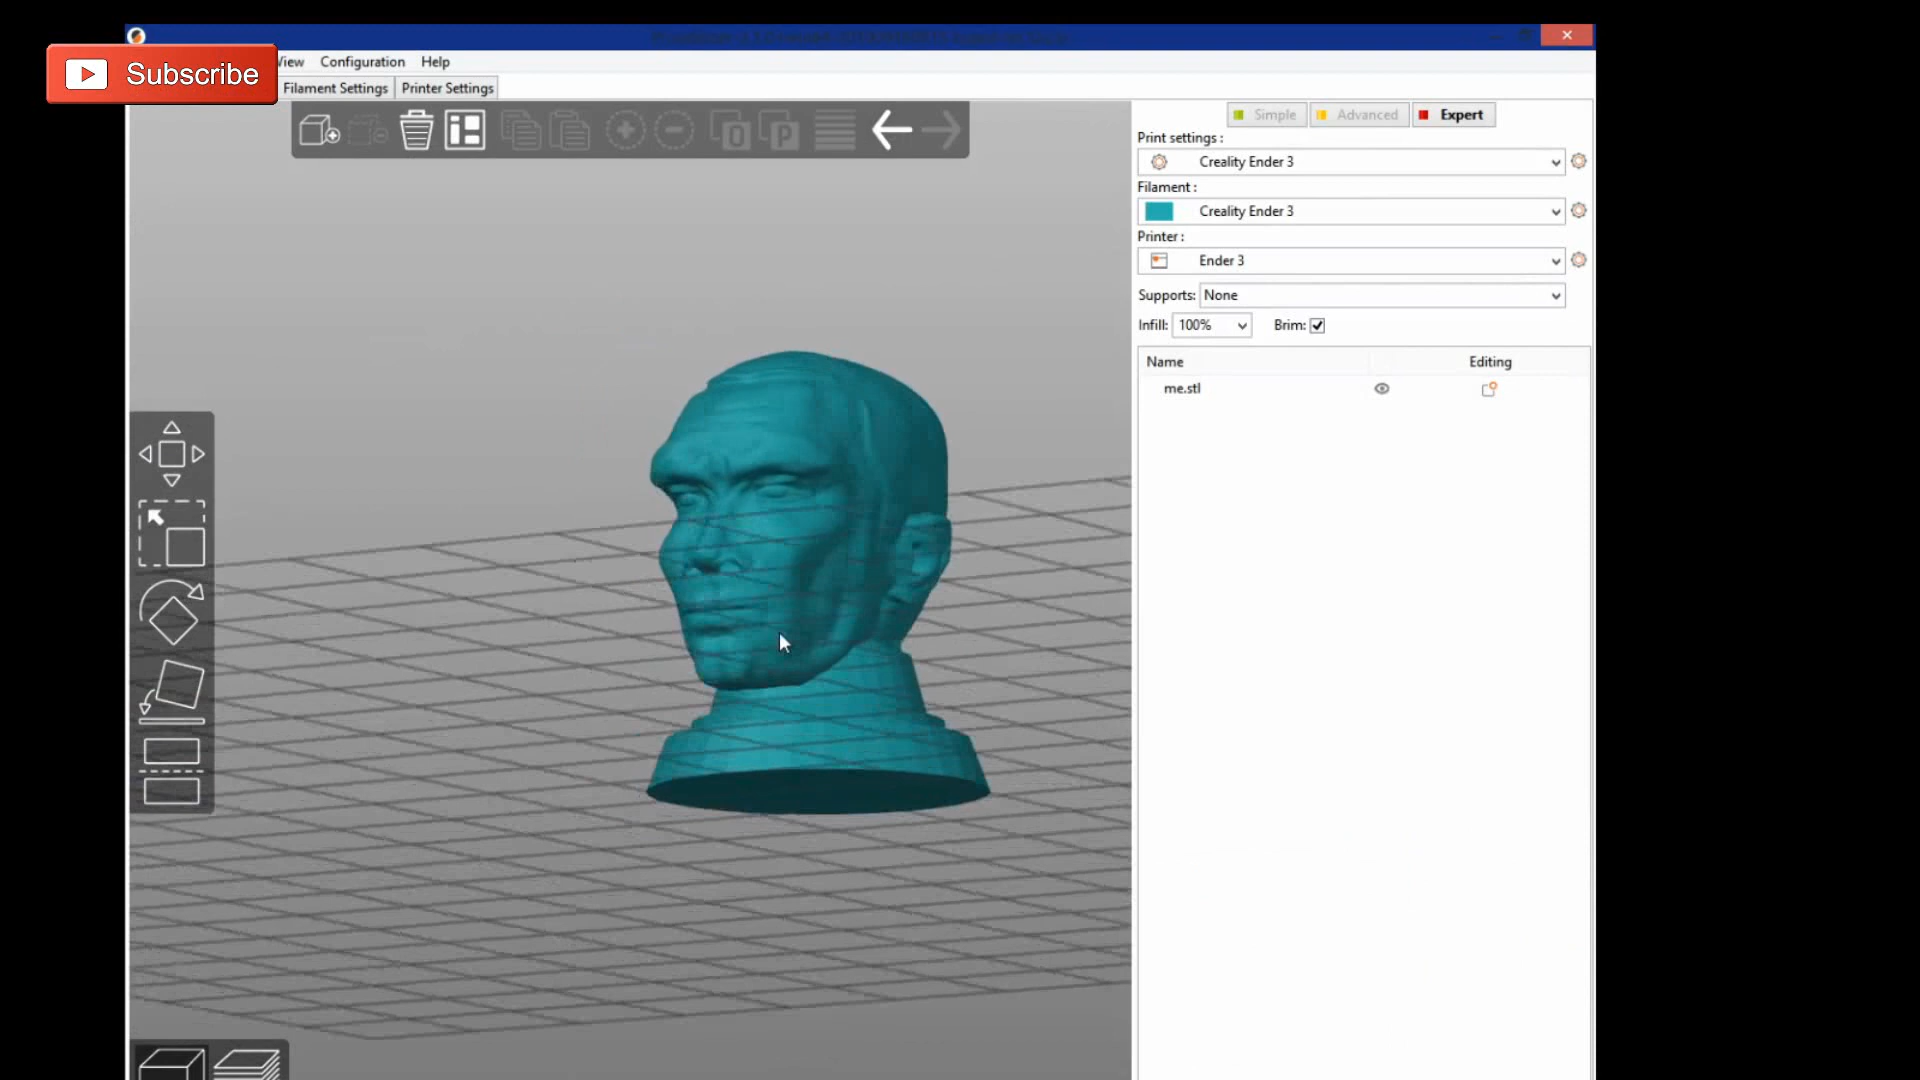 Subscribe
View Configuration Help
Filament Settings Printer Settings
Simple Advanced Expert
Print settings :
Creality Ender 3
Filament :
Creality Ender 3
Printer :
Ender 3
Supports: None
Infill: 100% Brim:
Name Editing
me.stl